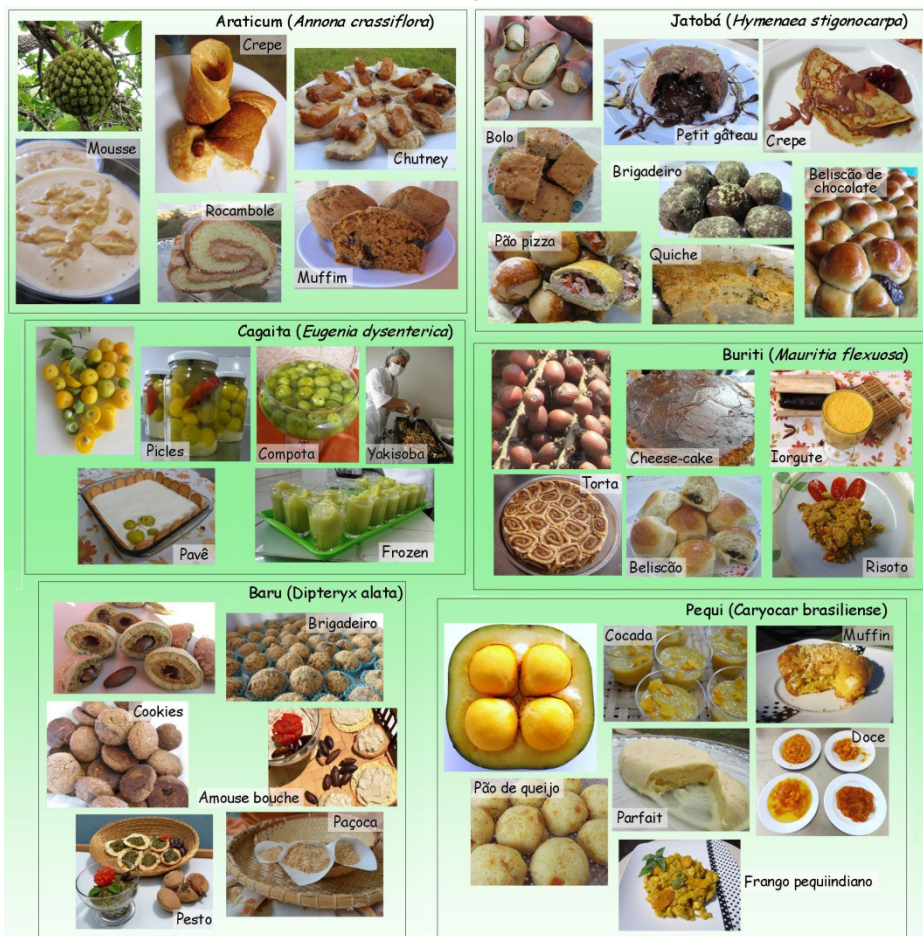 Araticum (Annona crassiflora)
Crepe
Mousse
Chutney
Rocambole
Muffim
Jatobá (Hymenaea stigonocarpa)
Petit gâteau
Crepe
Bolo
Brigadeiro
Beliscão de
chocolate
Pão pizza
Quiche
Cagaita (Eugenia dysenterica)
Picles
Compota
Yakisoba
Pavê
Frozen
Buriti (Mauritia flexuosa)
Cheese-cake
Iorgute
Torta
Beliscão
Risoto
Baru (Dipteryx alata)
Brigadeiro
Cookies
Amouse bouche
Paçoca
Pesto
Pequi (Caryocar brasiliense)
Cocada
Muffin
Doce
Pão de queijo
Parfait
Frango pequiindiano